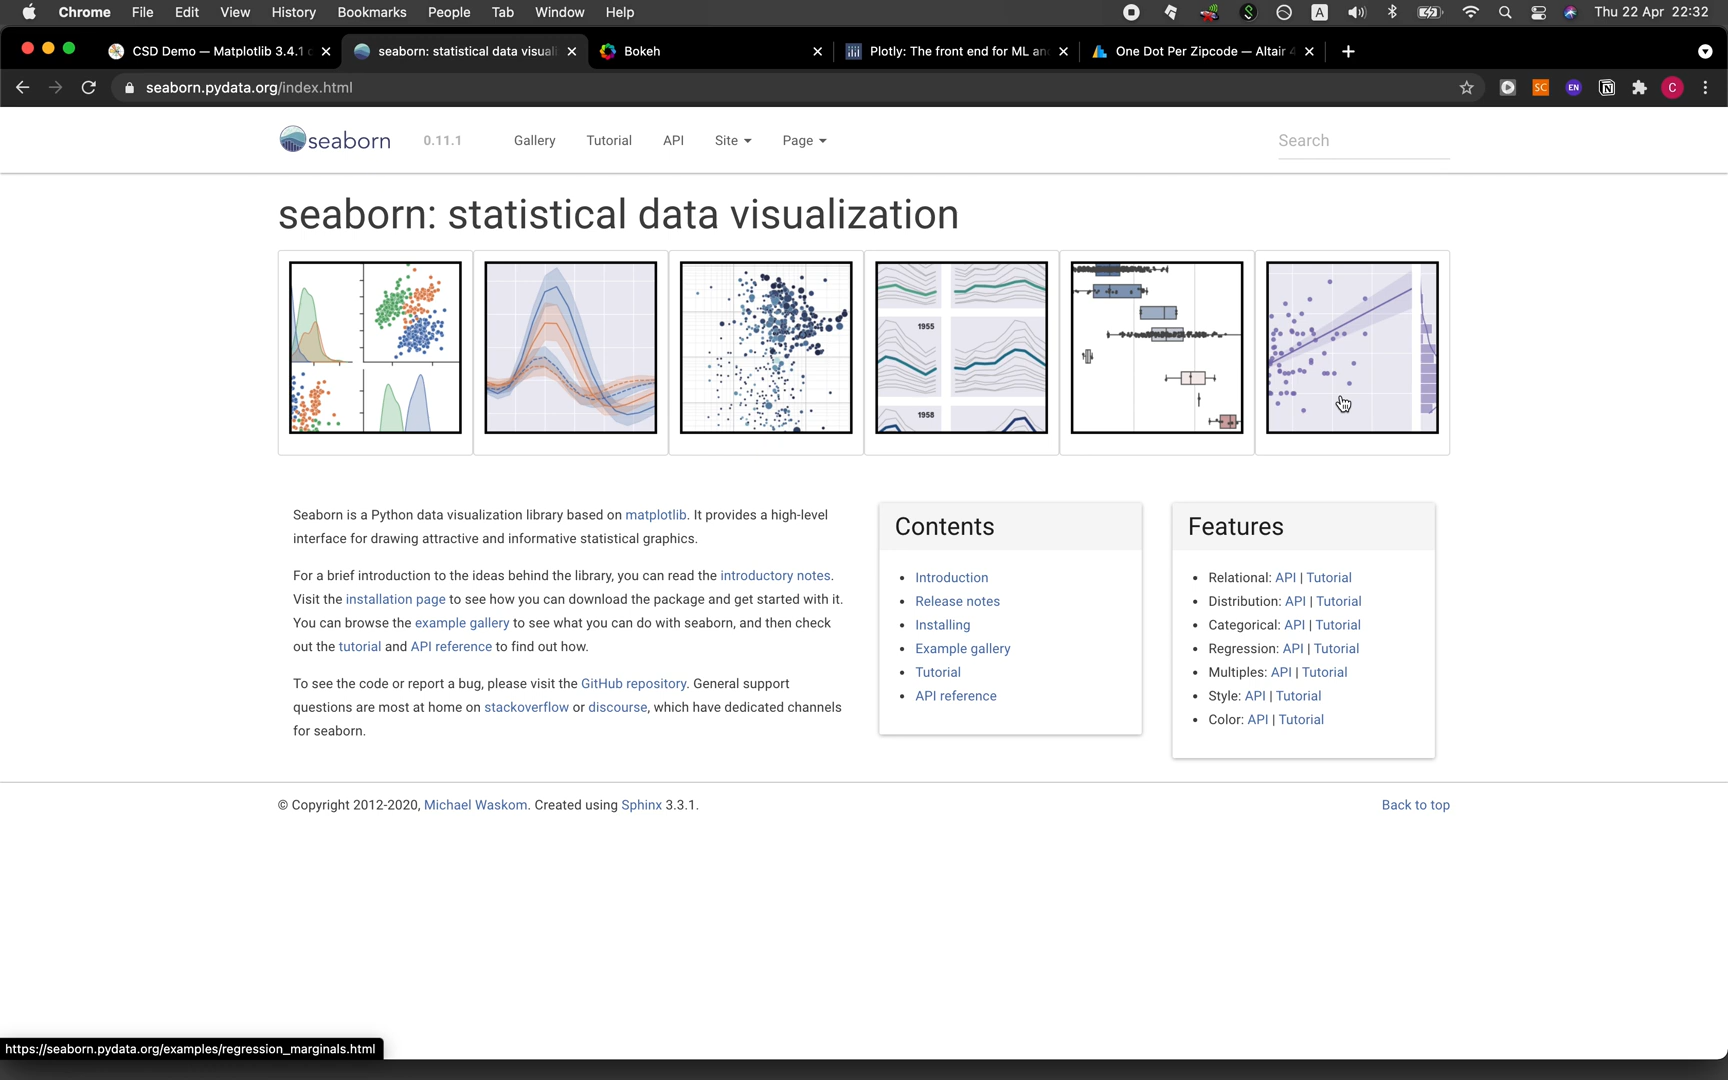 Chrome File Edit View History Bookmarks People Tab Window Help A Thu 22 Apr 22:32
CSD Demo — Matplotlib 3.4.1 seaborn: statistical data visuali Bokeh Plotly: The front end for ML an One Dot Per Zipcode — Altair 4
seaborn.pydata.org/index.html SC EN C
seaborn 0.11.1 Gallery Tutorial API Site Page Search
seaborn: statistical data visualization
1955
1958
Seaborn is a Python data visualization library based on matplotlib. It provides a high-level
interface for drawing attractive and informative statistical graphics.
For a brief introduction to the ideas behind the library, you can read the introductory notes.
Visit the installation page to see how you can download the package and get started with it.
You can browse the example gallery to see what you can do with seaborn, and then check
out the tutorial and API reference to find out how.
To see the code or report a bug, please visit the GitHub repository. General support
questions are most at home on stackoverflow or discourse, which have dedicated channels
for seaborn.
Contents
Introduction
Release notes
Installing
Example gallery
Tutorial
API reference
Features
Relational: API | Tutorial
Distribution: API | Tutorial
Categorical: API | Tutorial
Regression: API | Tutorial
Multiples: API | Tutorial
Style: API | Tutorial
Color: API | Tutorial
© Copyright 2012-2020, Michael Waskom. Created using Sphinx 3.3.1. Back to top
https://seaborn.pydata.org/examples/regression_marginals.html